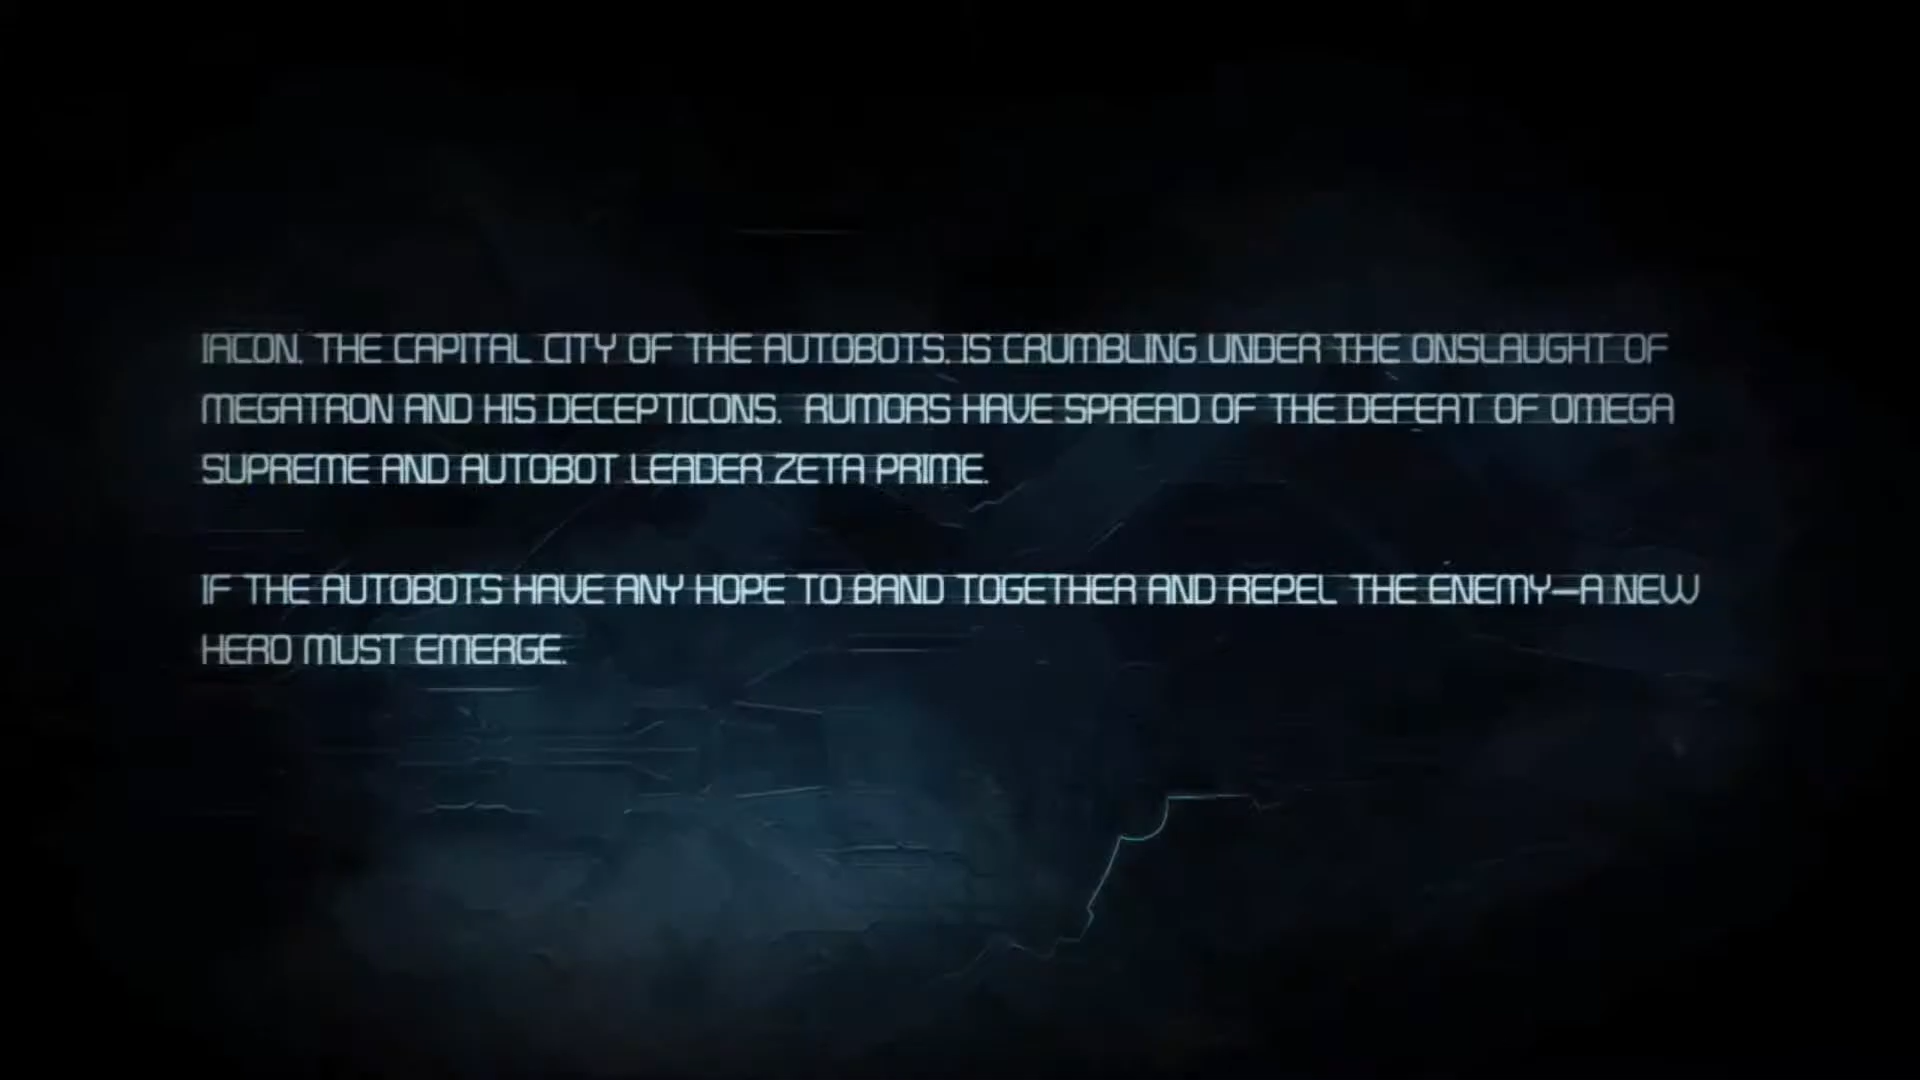 IACON, THE CAPITAL CITY OF THE AUTOBOTS, IS CRUMBLING UNDER THE ONSLAUGHT OF
MEGATRON AND HIS DECEPTICONS.  RUMORS HAVE SPREAD OF THE DEFEAT OF OMEGA
SUPREME AND AUTOBOT LEADER ZETA PRIME.
IF THE AUTOBOTS HAVE ANY HOPE TO BAND TOGETHER AND REPEL THE ENEMY—A NEW
HERO MUST EMERGE.